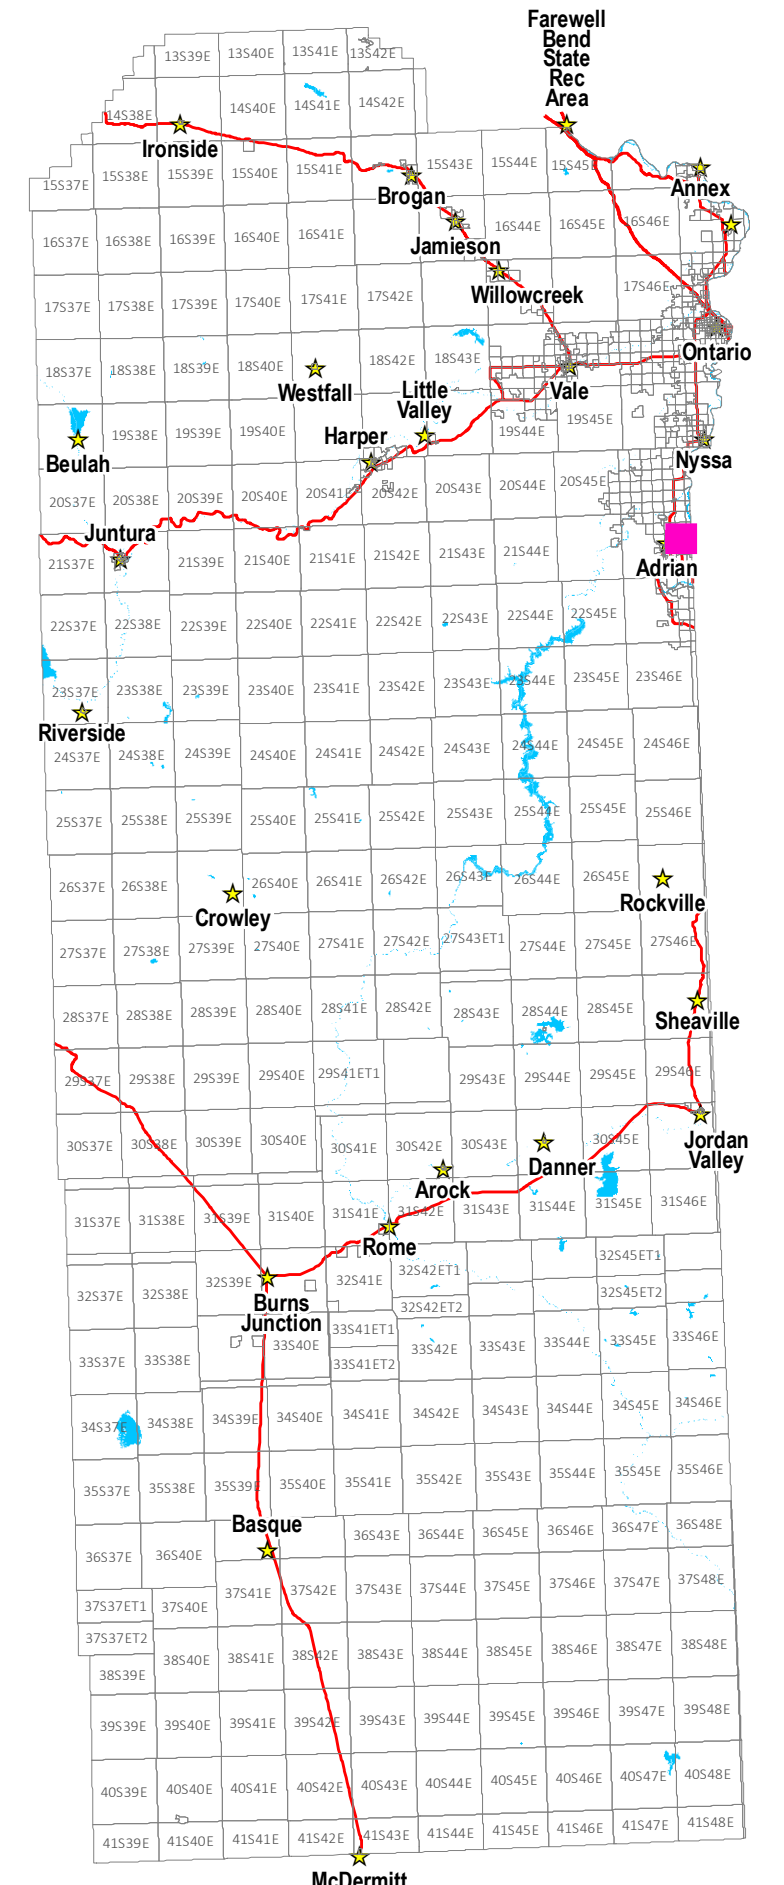 Farewell
Bend
State
Rec
Area
13S39E 13S40E 13S41E 13S42E
14S38E 14S40E 14S41E 14S42E
Ironside
15S37E 15S38E 15S39E 15S40E 15S41E 15S43E 15S44E 15S45E
Brogan
Annex
16S37E 16S38E 16S39E 16S40E 16S41E 16S44E 16S45E 16S46E
Jamieson
17S37E 17S38E 17S39E 17S40E 17S41E 17S42E 17S46E
Willowcreek
Ontario
18S37E 18S38E 18S39E 18S40E 18S42E 18S43E
Westfall
Little
Valley
Vale
19S38E 19S39E 19S40E 19S44E 19S45E
Harper
Beulah
Nyssa
20S37E 20S38E 20S39E 20S40E 20S41E 20S42E 20S43E 20S44E 20S45E
Juntura
21S37E 21S39E 21S40E 21S41E 21S42E 21S43E 21S44E
Adrian
22S37E 22S38E 22S39E 22S40E 22S41E 22S42E 22S43E 22S44E 22S45E
23S37E 23S38E 23S39E 23S40E 23S41E 23S42E 23S43E 23S44E 23S45E 23S46E
Riverside
24S37E 24S38E 24S39E 24S40E 24S41E 24S42E 24S43E 24S44E 24S45E 24S46E
25S37E 25S38E 25S39E 25S40E 25S41E 25S42E 25S43E 25S44E 25S45E 25S46E
26S37E 26S38E 26S40E 26S41E 26S42E 26S43E 26S44E 26S45E
Crowley
Rockville
27S37E 27S38E 27S39E 27S40E 27S41E 27S42E 27S43ET1 27S44E 27S45E 27S46E
28S37E 28S38E 28S39E 28S40E 28S41E 28S42E 28S43E 28S44E 28S45E
Sheaville
29S37E 29S38E 29S39E 29S40E 29S41ET1 29S43E 29S44E 29S45E 29S46E
30S37E 30S38E 30S39E 30S40E 30S41E 30S42E 30S43E 30S45E
Jordan
Valley
Danner
Arock
31S37E 31S38E 31S39E 31S40E 31S41E 31S42E 31S43E 31S44E 31S45E 31S46E
Rome
32S37E 32S38E 32S39E 32S41E 32S42ET1 32S45ET1
32S42ET2 32S45ET2
Burns
Junction
33S37E 33S38E 33S40E 33S41ET1 33S42E 33S43E 33S44E 33S45E 33S46E
33S41ET2
34S37E 34S38E 34S39E 34S40E 34S41E 34S42E 34S43E 34S44E 34S45E 34S46E
35S37E 35S38E 35S39E 35S40E 35S41E 35S42E 35S43E 35S44E 35S45E 35S46E
Basque
36S37E 36S40E 36S43E 36S44E 36S45E 36S46E 36S47E 36S48E
37S37ET1 37S40E 37S41E 37S42E 37S43E 37S44E 37S45E 37S46E 37S47E 37S48E
37S37ET2
38S39E 38S40E 38S41E 38S42E 38S43E 38S44E 38S45E 38S46E 38S47E 38S48E
39S39E 39S40E 39S41E 39S42E 39S43E 39S44E 39S45E 39S46E 39S47E 39S48E
40S39E 40S40E 40S41E 40S42E 40S43E 40S44E 40S45E 40S46E 40S47E 40S48E
41S39E 41S40E 41S41E 41S42E 41S43E 41S44E 41S45E 41S46E 41S47E 41S48E
McDermitt